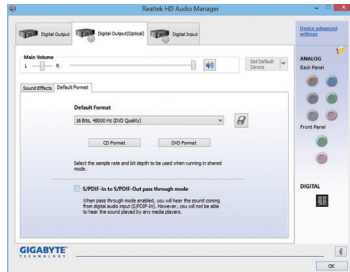 Realtek HD Audio Manager
Digital Output
Digital Output(Optical)
Digital Input
Device advanced settings
Main Volume
L
R
Set Default
Device
ANALOG
Back Panel
Sound Effects
Default Format
Default Format
16 Bits, 48000 Hz (DVD Quality)
CD Format
DVD Format
Front Panel
Select the sample rate and bit depth to be used when running in shared
mode.
S/PDIF-In to S/PDIF-Out pass through mode
When pass through mode enabled, you will hear the sound coming
from digital audio input (S/PDIF-In). However, you will not be able
to hear the sound played by any media players.
DIGITAL
GIGABYTE
TECHNOLOGY
i
OK